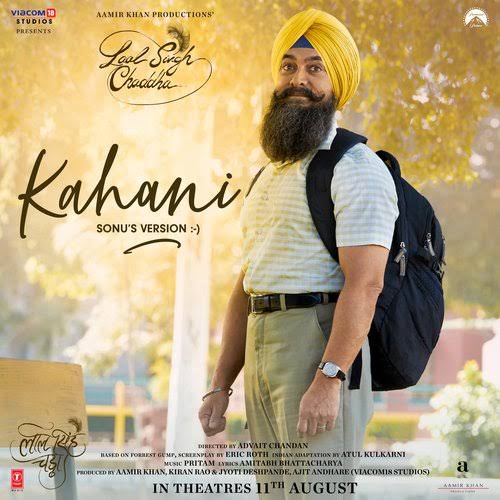 VIACOM18
STUDIOS
PRESENTS
AAMIR KHAN PRODUCTIONS'
Laal Singh
Chaddha
Paramount
Kahani
SONU'S VERSION :-)
लाल सिंह
चड्ढा
T
SERIES
DIRECTED BY ADVAIT CHANDAN
BASED ON FORREST GUMP, SCREENPLAY BY ERIC ROTH INDIAN ADAPTATION BY ATUL KULKARNI
MUSIC PRITAM LYRICS AMITABH BHATTACHARYA
PRODUCED BY AAMIR KHAN, KIRAN RAO & JYOTI DESHPANDE, AJIT ANDHARE (VIACOM18 STUDIOS)
IN THEATRES 11TH AUGUST
a
AAMIR KHAN
PRODUCTIONS